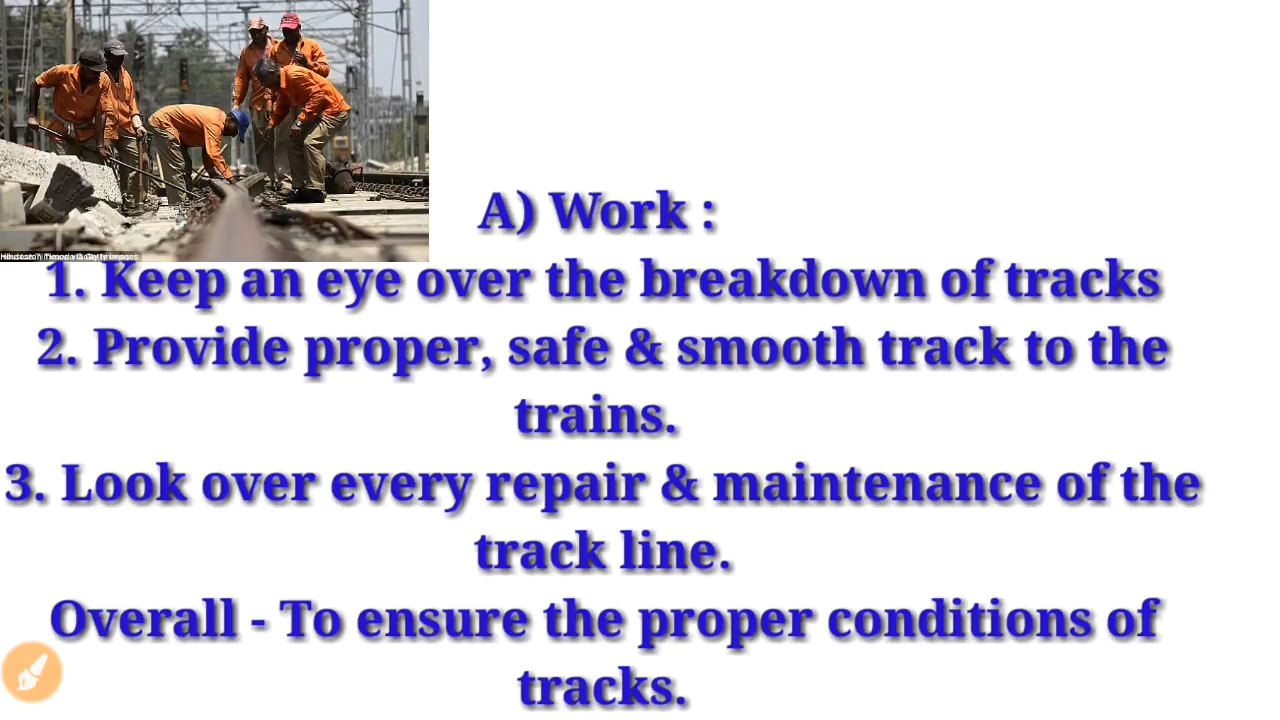 A) Work :
1. Keep an eye over the breakdown of tracks
2. Provide proper, safe & smooth track to the
trains.
3. Look over every repair & maintenance of the
track line.
Overall - To ensure the proper conditions of
tracks.